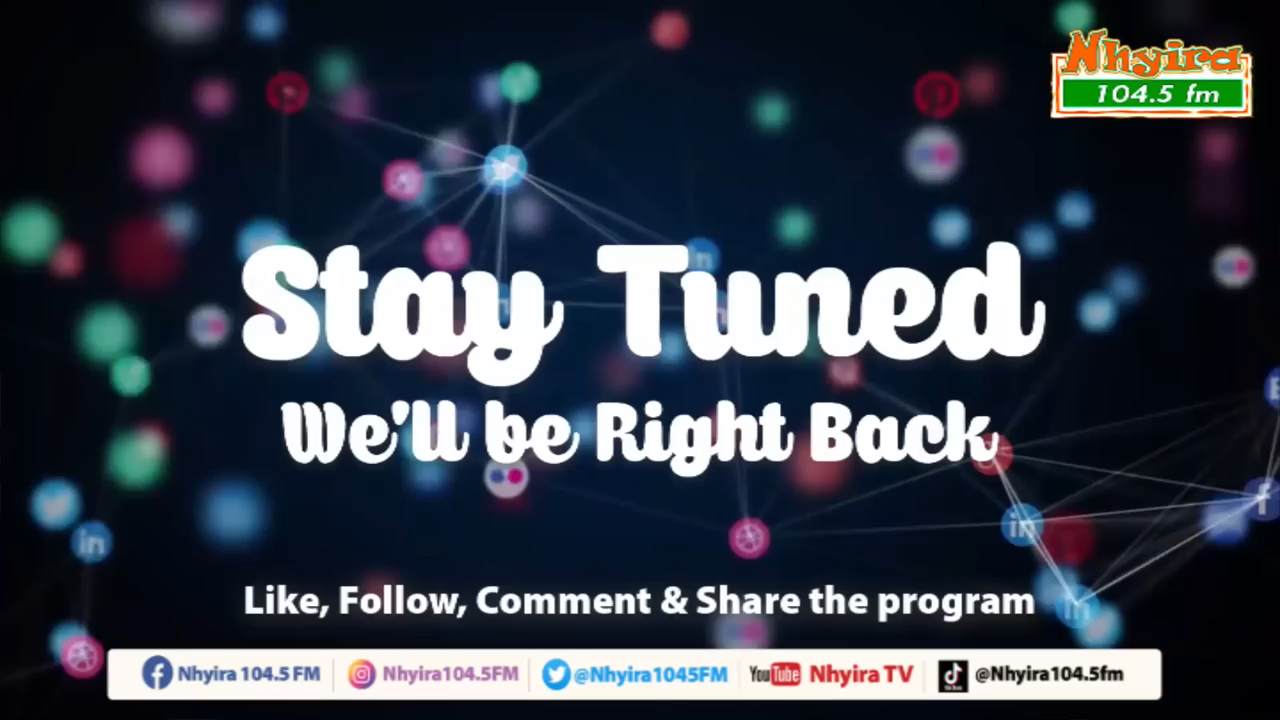 Nhyira
104.5 fm
Stay Tuned
We'll be Right Back
Like, Follow, Comment & Share the program
Nhyira 104.5 FM Nhyira104.5FM @Nhyira1045FM YouTube Nhyira TV @Nhyira104.5fm